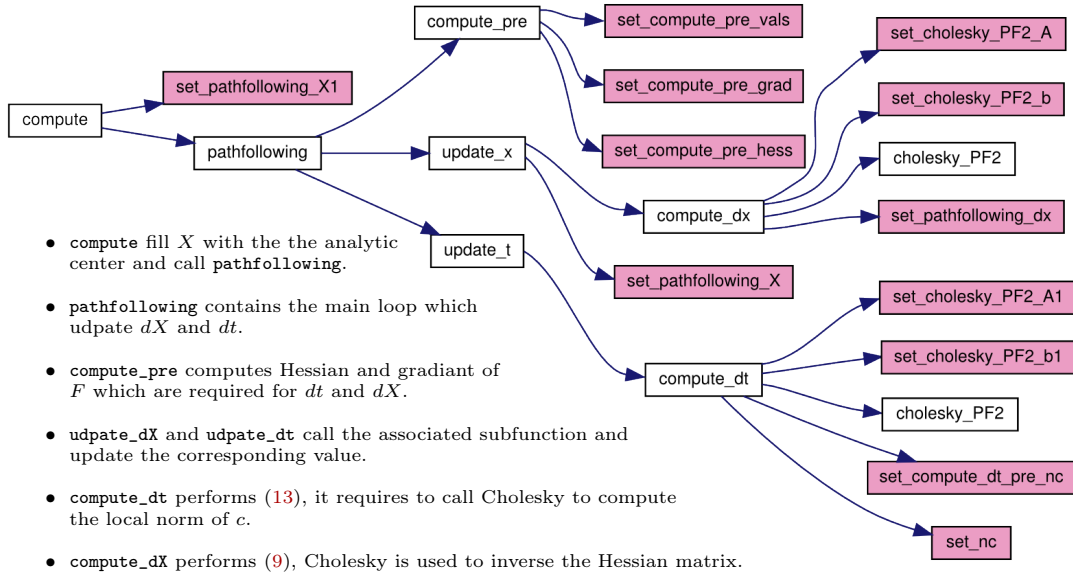 compute_pre
set_compute_pre_vals
set_cholesky_PF2_A
set_pathfollowing_X1
set_compute_pre_grad
set_cholesky_PF2_b
compute
pathfollowing
update_x
set_compute_pre_hess
cholesky_PF2
compute_dx
set_pathfollowing_dx
update_t
set_pathfollowing_X
set_cholesky_PF2_A1
set_cholesky_PF2_b1
compute_dt
cholesky_PF2
set_compute_dt_pre_nc
set_nc
• compute fill X with the the analytic
center and call pathfollowing.
• pathfollowing contains the main loop which
udpate dX and dt.
• compute_pre computes Hessian and gradiant of
F which are required for dt and dX.
• udpate_dX and udpate_dt call the associated subfunction and
update the corresponding value.
• compute_dt performs (13), it requires to call Cholesky to compute
the local norm of c.
• compute_dX performs (9), Cholesky is used to inverse the Hessian matrix.